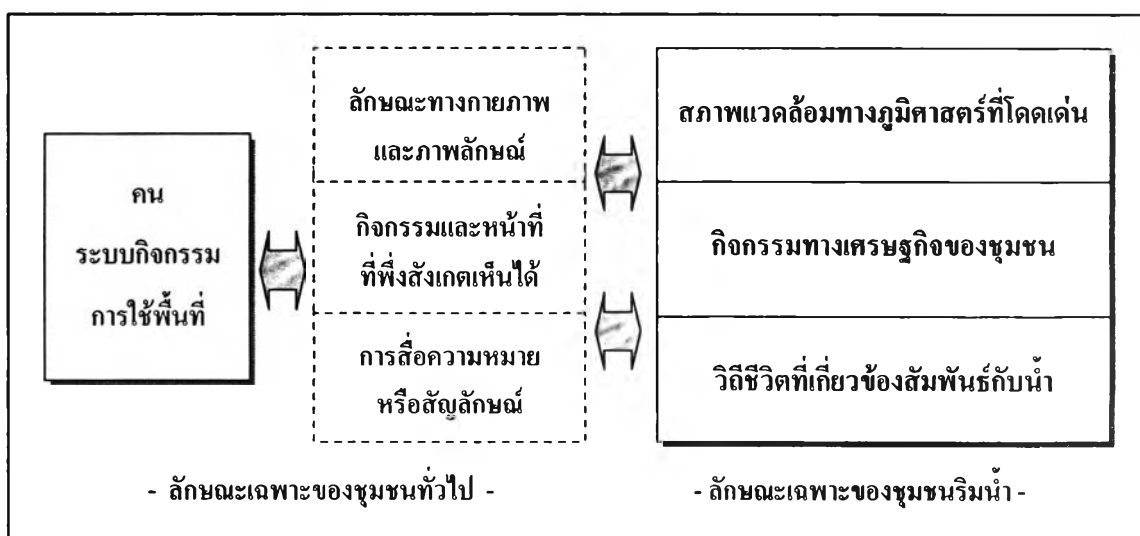 คน
ระบบกิจกรรม
การใช้พื้นที่
ลักษณะทางกายภาพ
และภาพลักษณ์
กิจกรรมและหน้าที่
ที่พึ่งสังเกตเห็นได้
การสื่อความหมาย
หรือสัญลักษณ์
สภาพแวดล้อมทางภูมิศาสตร์ที่โดดเด่น
กิจกรรมทางเศรษฐกิจของชุมชน
วิถีชีวิตที่เกี่ยวข้องสัมพันธ์กับน้ำ
- ลักษณะเฉพาะของชุมชนทั่วไป -
- ลักษณะเฉพาะของชุมชนริมน้ำ -